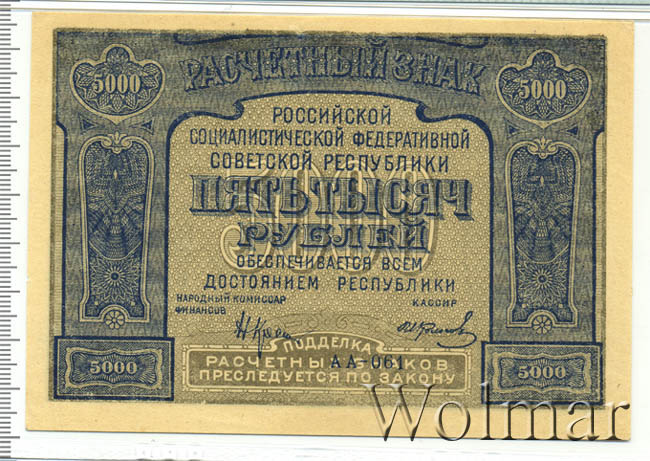 РАСЧЕТНЫЙ ЗНАК
5000 5000
РОССИЙСКОЙ
СОЦИАЛИСТИЧЕСКОЙ ФЕДЕРАТИВНОЙ
СОВЕТСКОЙ РЕСПУБЛИКИ
5000
ПЯТЬ ТЫСЯЧ
РУБЛЕЙ
ОБЕСПЕЧИВАЕТСЯ ВСЕМ
ДОСТОЯНИЕМ РЕСПУБЛИКИ
НАРОДНЫЙ КОМИССАР
ФИНАНСОВ
КАССИР
ПОДДЕЛКА
РАСЧЕТНЫХ ЗНАКОВ
АА-061
ПРЕСЛЕДУЕТСЯ ПО ЗАКОНУ
5000 5000
Wolmar